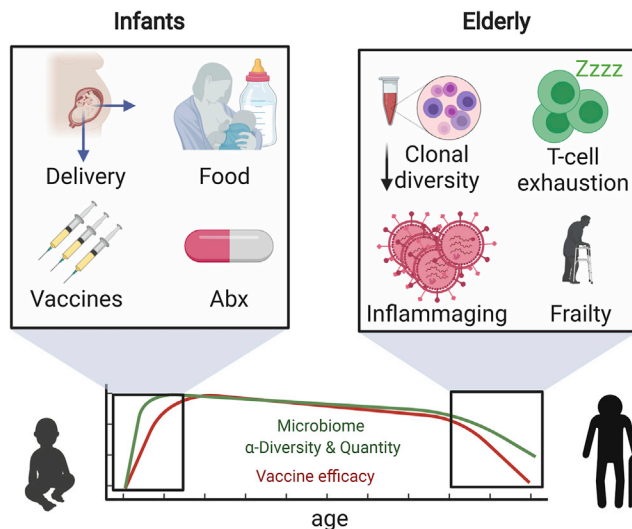 Infants
Elderly
Delivery
Food
Vaccines
Abx
Zzzz
Clonal
diversity
T-cell
exhaustion
Inflammaging
Frailty
Microbiome
α-Diversity & Quantity
Vaccine efficacy
age